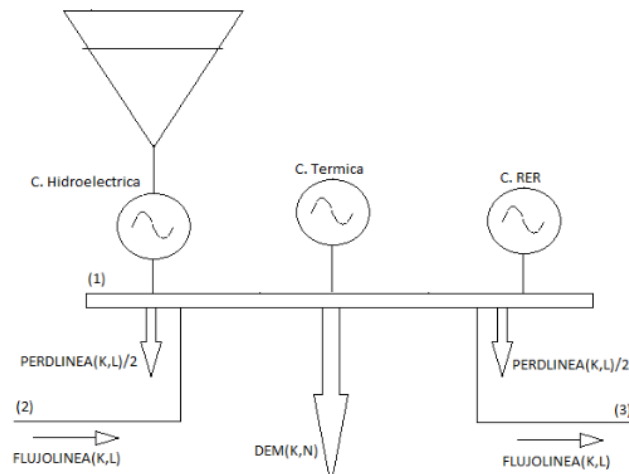 C. Hidroelectrica
C. Termica
C. RER
(1)
PERDLINEA(K,L)/2
PERDLINEA(K,L)/2
(2)
(3)
FLUJOLINEA(K,L)
DEM(K,N)
FLUJOLINEA(K,L)